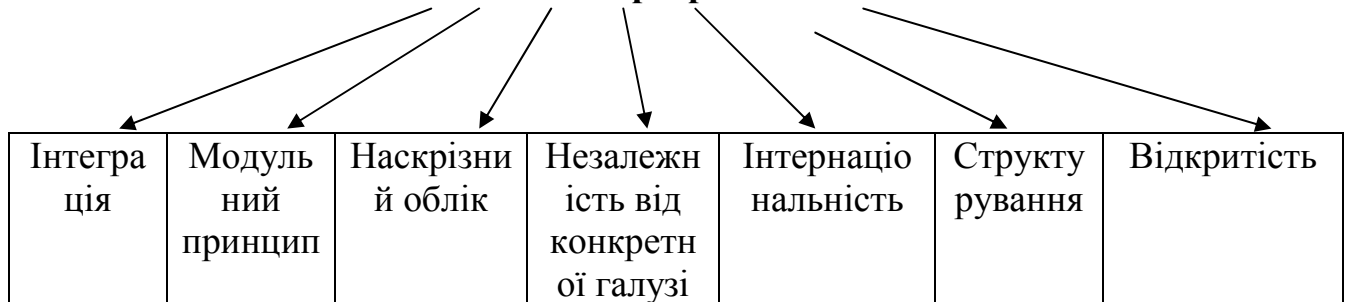 Інтегра
ція
Модуль
ний
принцип
Наскрізни
й облік
Незалежн
ість від
конкретн
ої галузі
Інтернаціо
нальність
Структу
рування
Відкритість